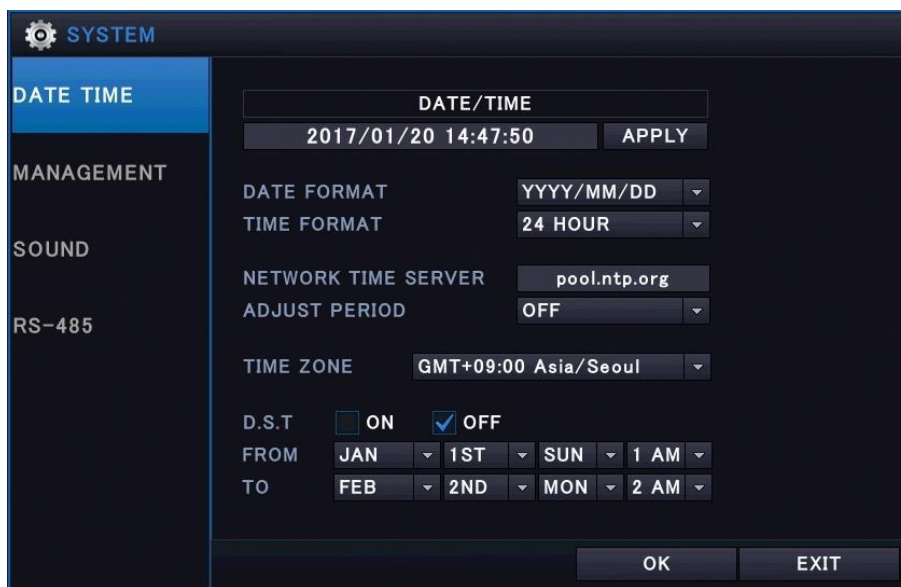 SYSTEM
DATE TIME
MANAGEMENT
SOUND
RS-485
DATE/TIME
2017/01/20 14:47:50 APPLY
DATE FORMAT YYYY/MM/DD
TIME FORMAT 24 HOUR
NETWORK TIME SERVER pool.ntp.org
ADJUST PERIOD OFF
TIME ZONE GMT+09:00 Asia/Seoul
D.S.T ON OFF
FROM JAN 1ST SUN 1 AM
TO FEB 2ND MON 2 AM
OK EXIT